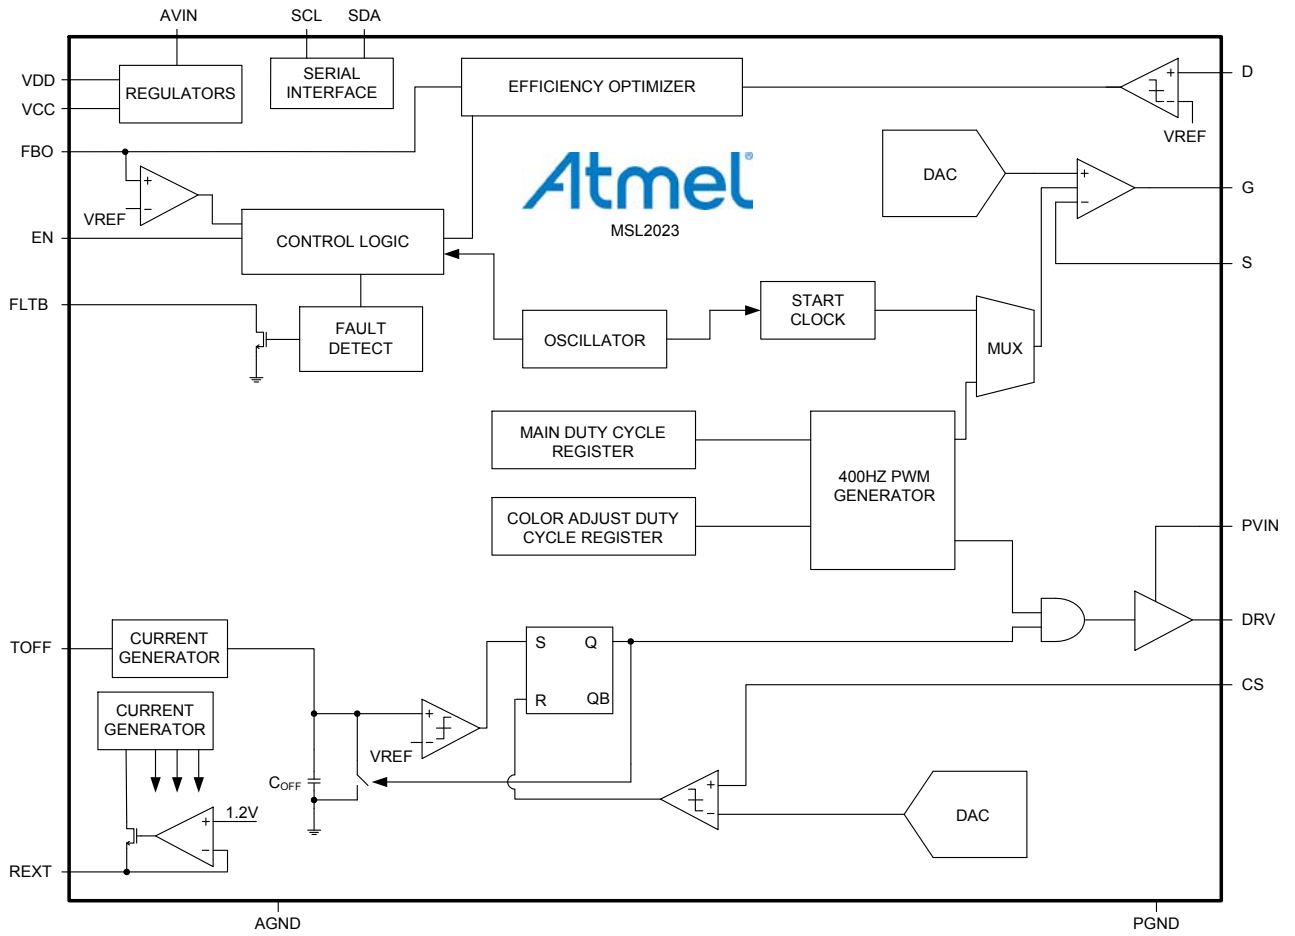 AVIN
SCL
SDA
VDD
VCC
REGULATORS
SERIAL
INTERFACE
EFFICIENCY OPTIMIZER
+
-
D
VREF
FBO
+
-
VREF
Atmel®
MSL2023
DAC
+
-
G
EN
CONTROL LOGIC
S
FLTB
FAULT
DETECT
OSCILLATOR
START
CLOCK
MUX
MAIN DUTY CYCLE
REGISTER
COLOR ADJUST DUTY
CYCLE REGISTER
400HZ PWM
GENERATOR
PVIN
DRV
TOFF
CURRENT
GENERATOR
S
Q
R
QB
CS
CURRENT
GENERATOR
+
-
VREF
COFF
+
-
DAC
1.2V
+
-
REXT
AGND
PGND